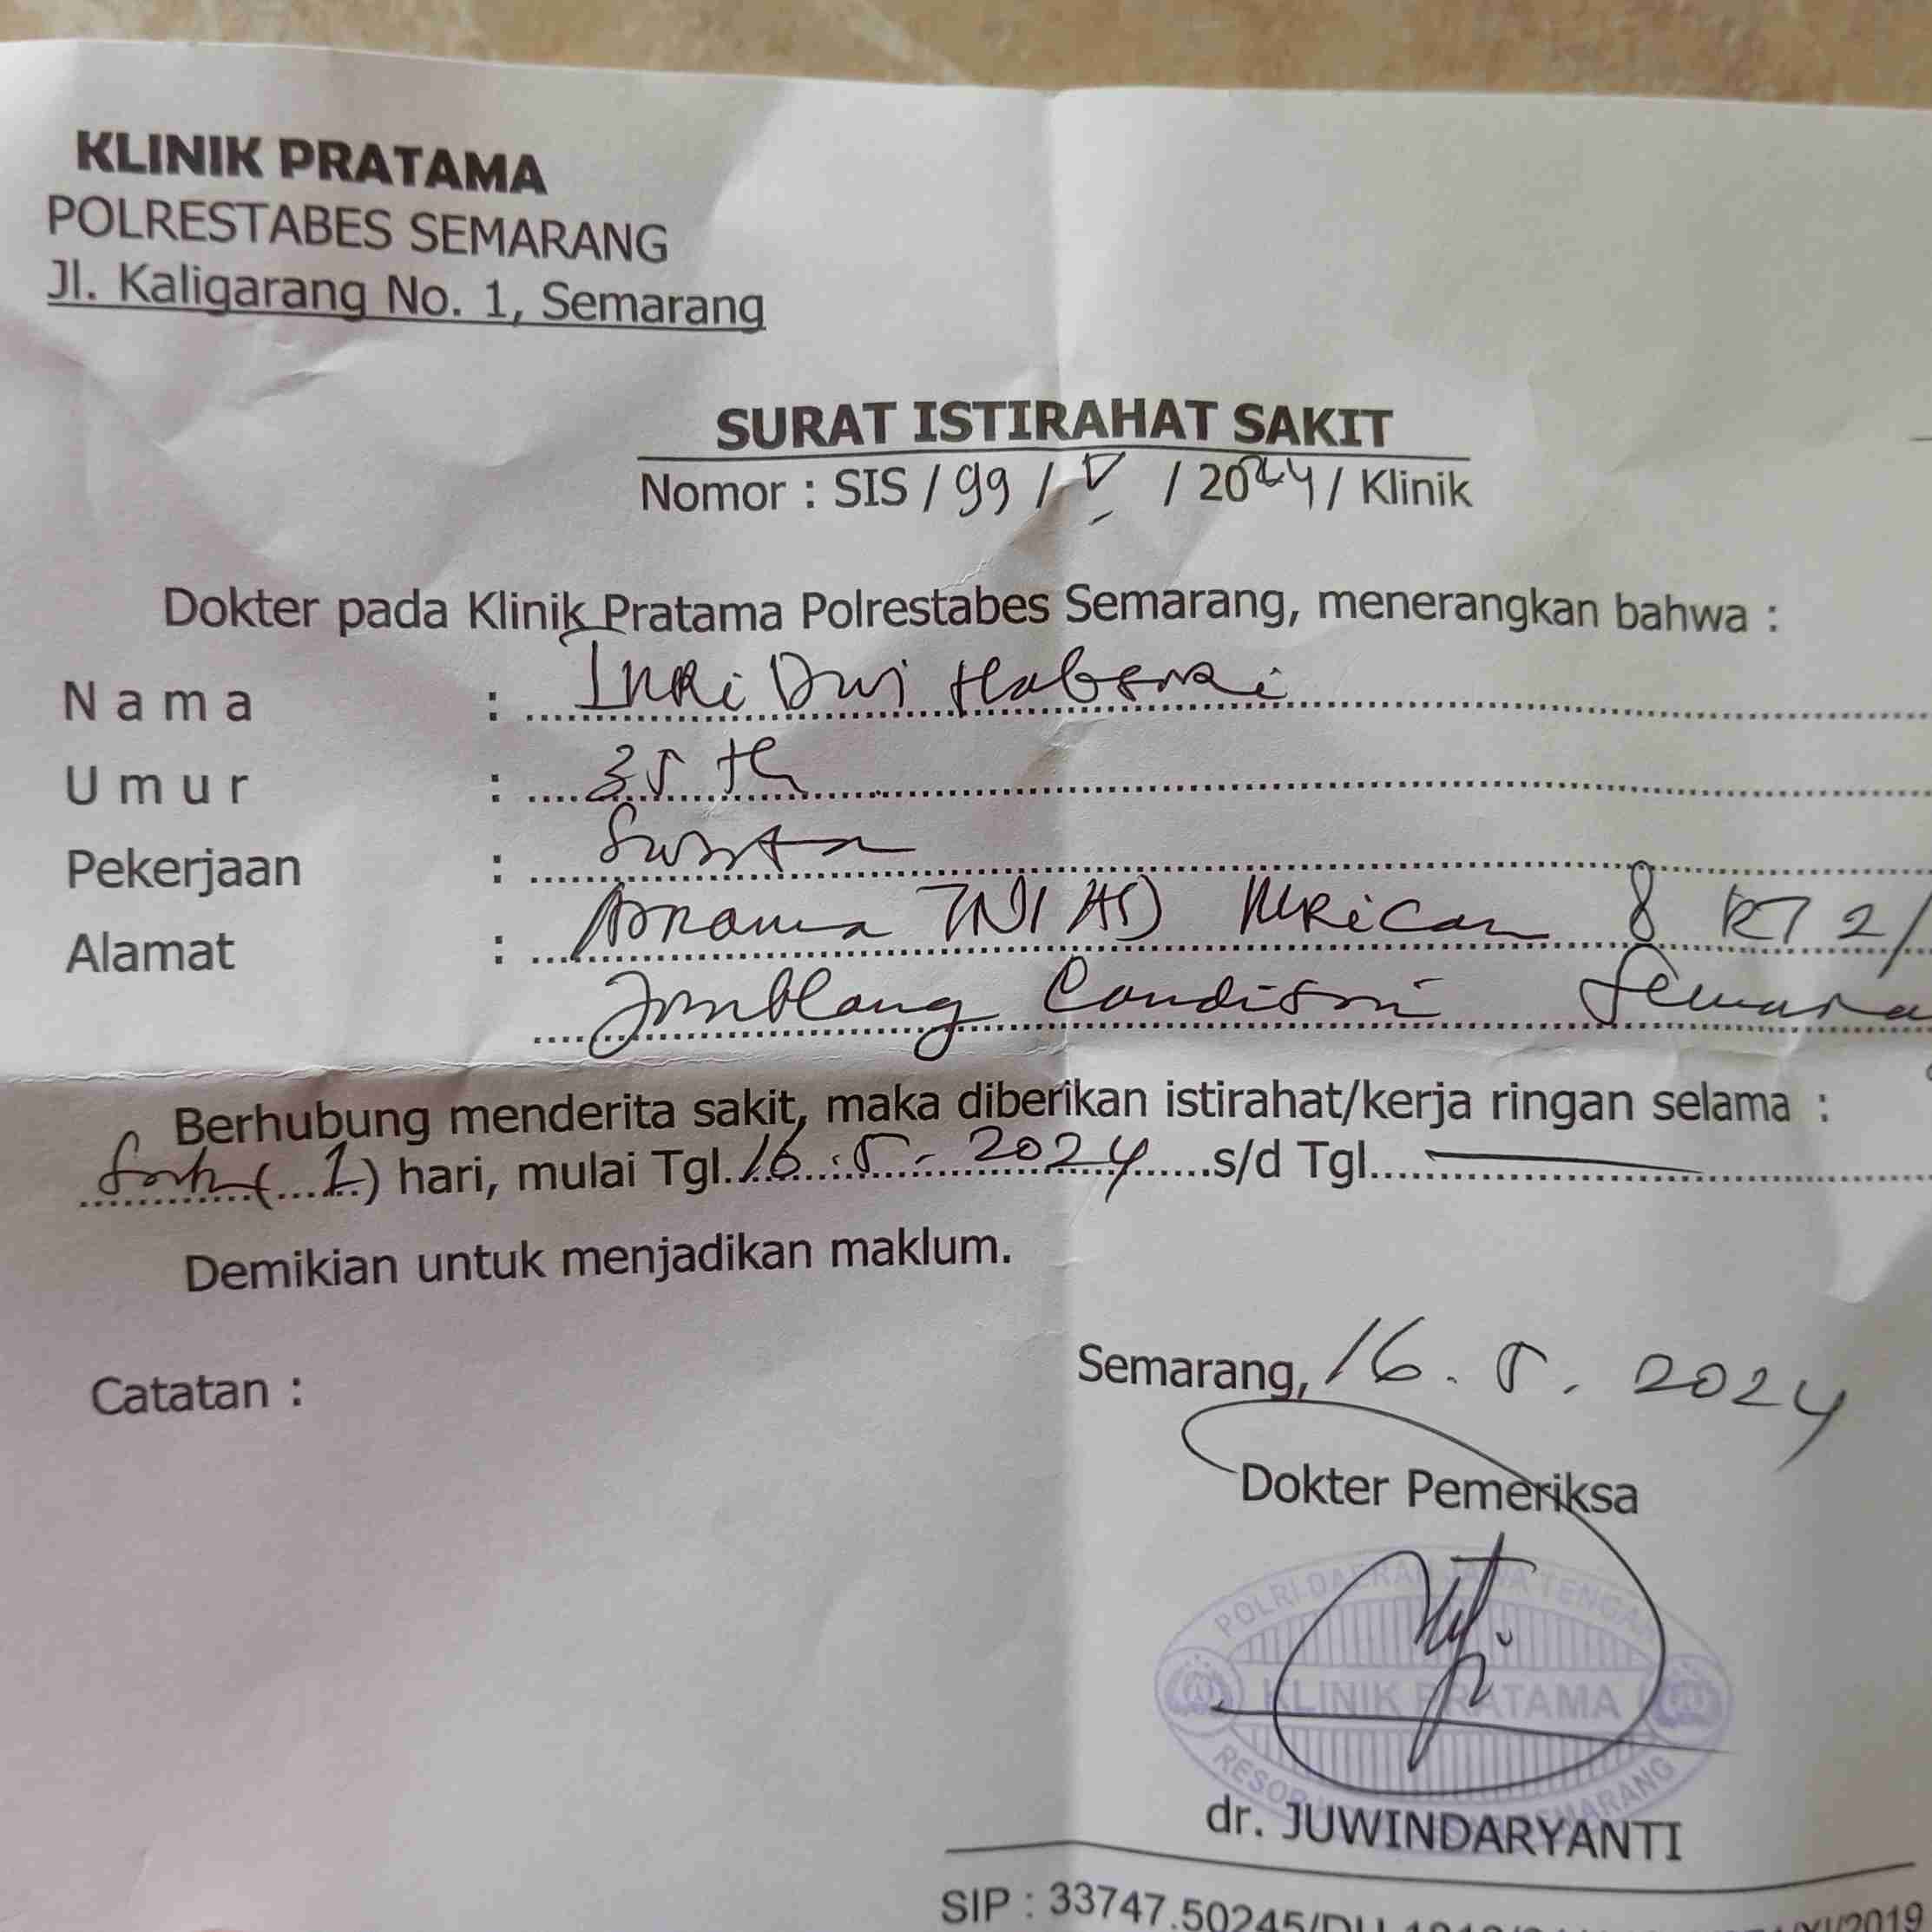 KLINIK PRATAMA
POLRESTABES SEMARANG
Jl. Kaligarang No. 1, Semarang
SURAT ISTIRAHAT SAKIT
Nomor : SIS / 99 / V / 2024 / Klinik
Dokter pada Klinik Pratama Polrestabes Semarang, menerangkan bahwa :
Nama : Dwi
Umur : 35 th
Pekerjaan : Swasta
Alamat : Asrama TNI AD Mrican 8 RT 2/
Jomblang Candisari Semara
Berhubung menderita sakit, maka diberikan istirahat/kerja ringan selama :
(1) hari, mulai Tgl. 16.5.2024 s/d Tgl.
Demikian untuk menjadikan maklum.
Semarang, 16.5.2024
Catatan :
Dokter Pemeriksa
POLRI DAERAH JAWA TENGAH
KLINIK PRATAMA
RESOR SEMARANG
dr. JUWINDARYANTI
SIP : 33747.50245/DU